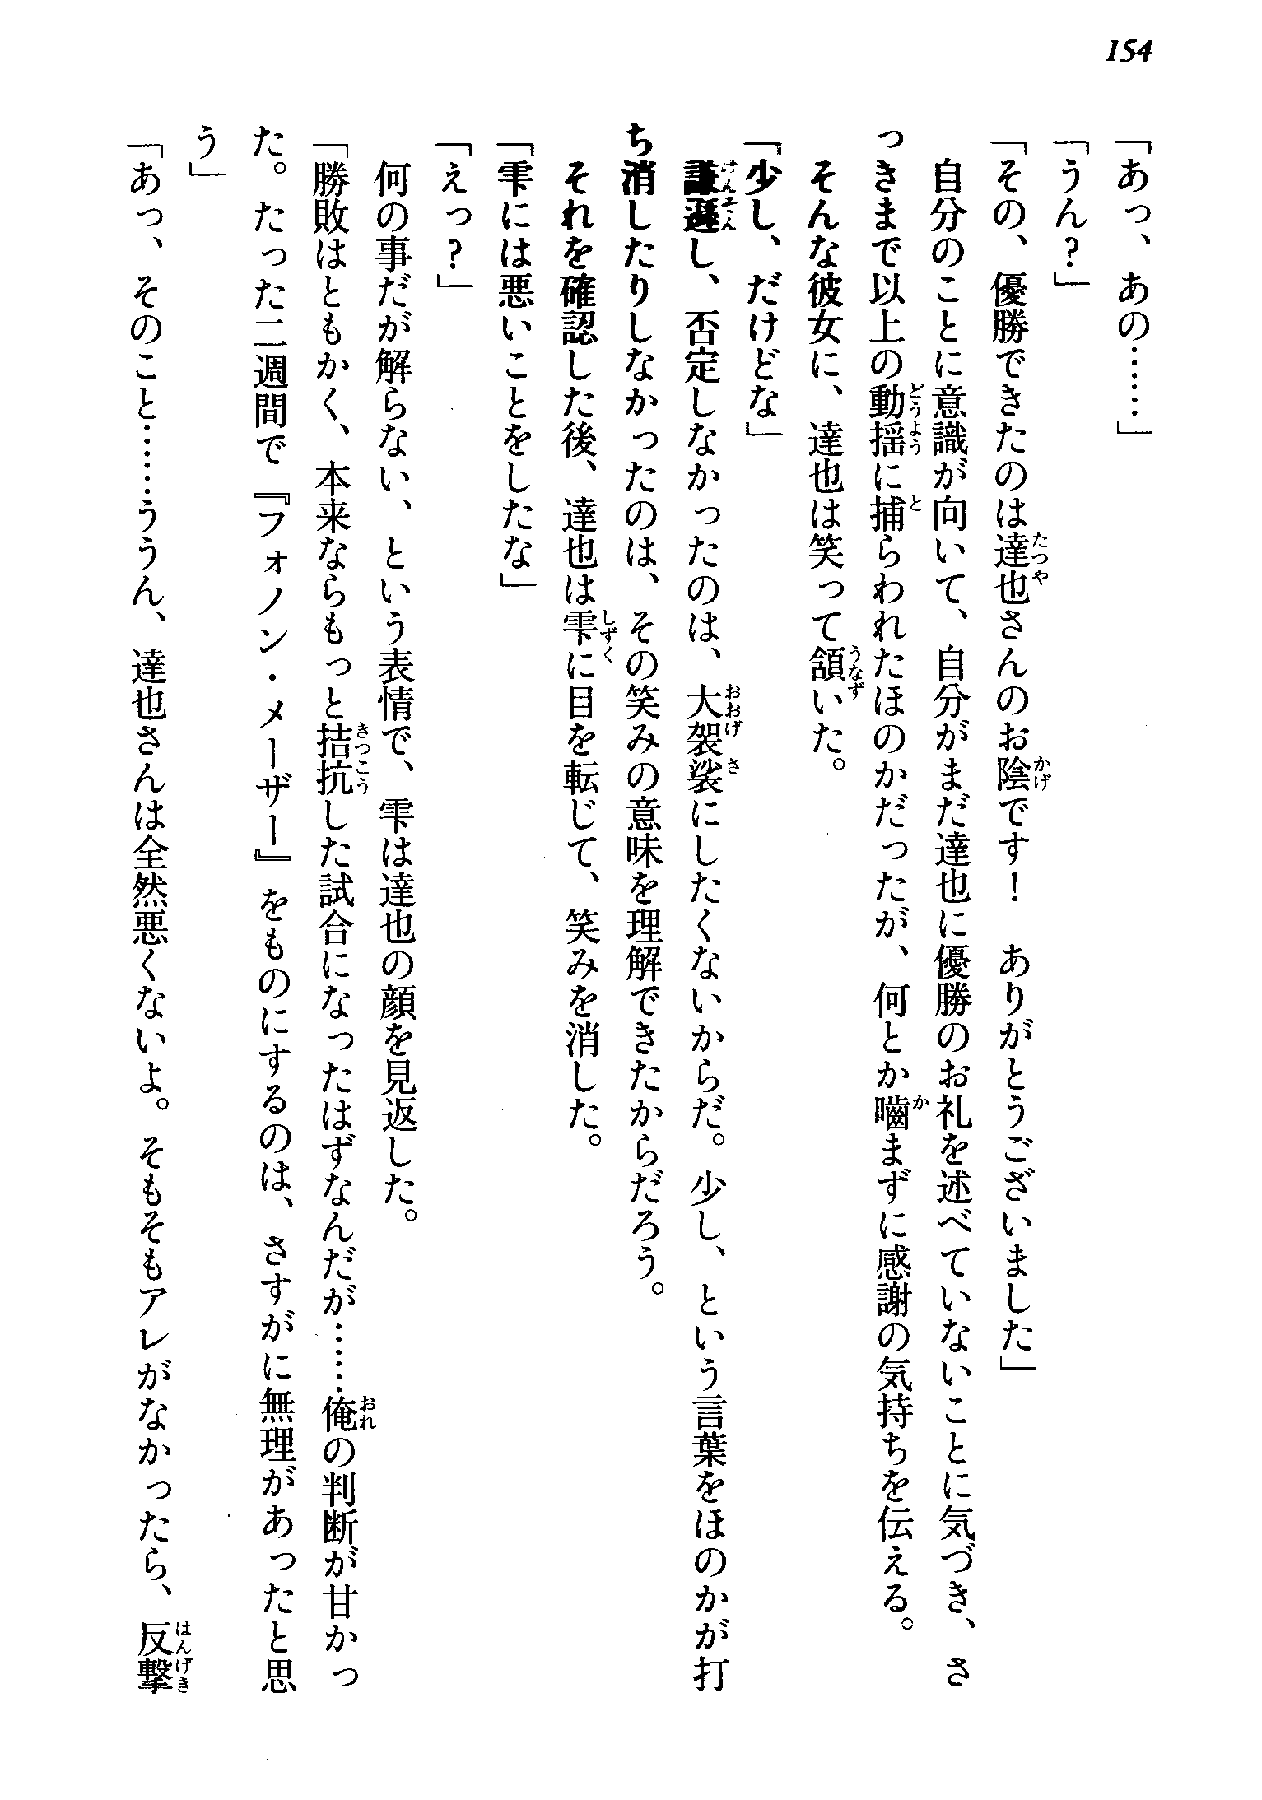 154
「あっ、あの……」
「うん？」
「その、優勝できたのは達也さんのお陰です！　ありがとうございました」
　自分のことに意識が向いて、自分がまだ達也に優勝のお礼を述べていないことに気づき、さ
っきまで以上の動揺に捕らわれたほのかだったが、何とか嚙まずに感謝の気持ちを伝える。
　そんな彼女に、達也は笑って頷いた。
「少し、だけどな」
　謙遜し、否定しなかったのは、大袈裟にしたくないからだ。少し、という言葉をほのかが打
ち消したりしなかったのは、その笑みの意味を理解できたからだろう。
　それを確認した後、達也は雫に目を転じて、笑みを消した。
「雫には悪いことをしたな」
「えっ？」
　何の事だが解らない、という表情で、雫は達也の顔を見返した。
「勝敗はともかく、本来ならもっと拮抗した試合になったはずなんだが……俺の判断が甘かっ
た。たった二週間で『フォノン・メーザー』をものにするのは、さすがに無理があったと思
う」
「あっ、そのこと……ううん、達也さんは全然悪くないよ。そもそもアレがなかったら、反撃